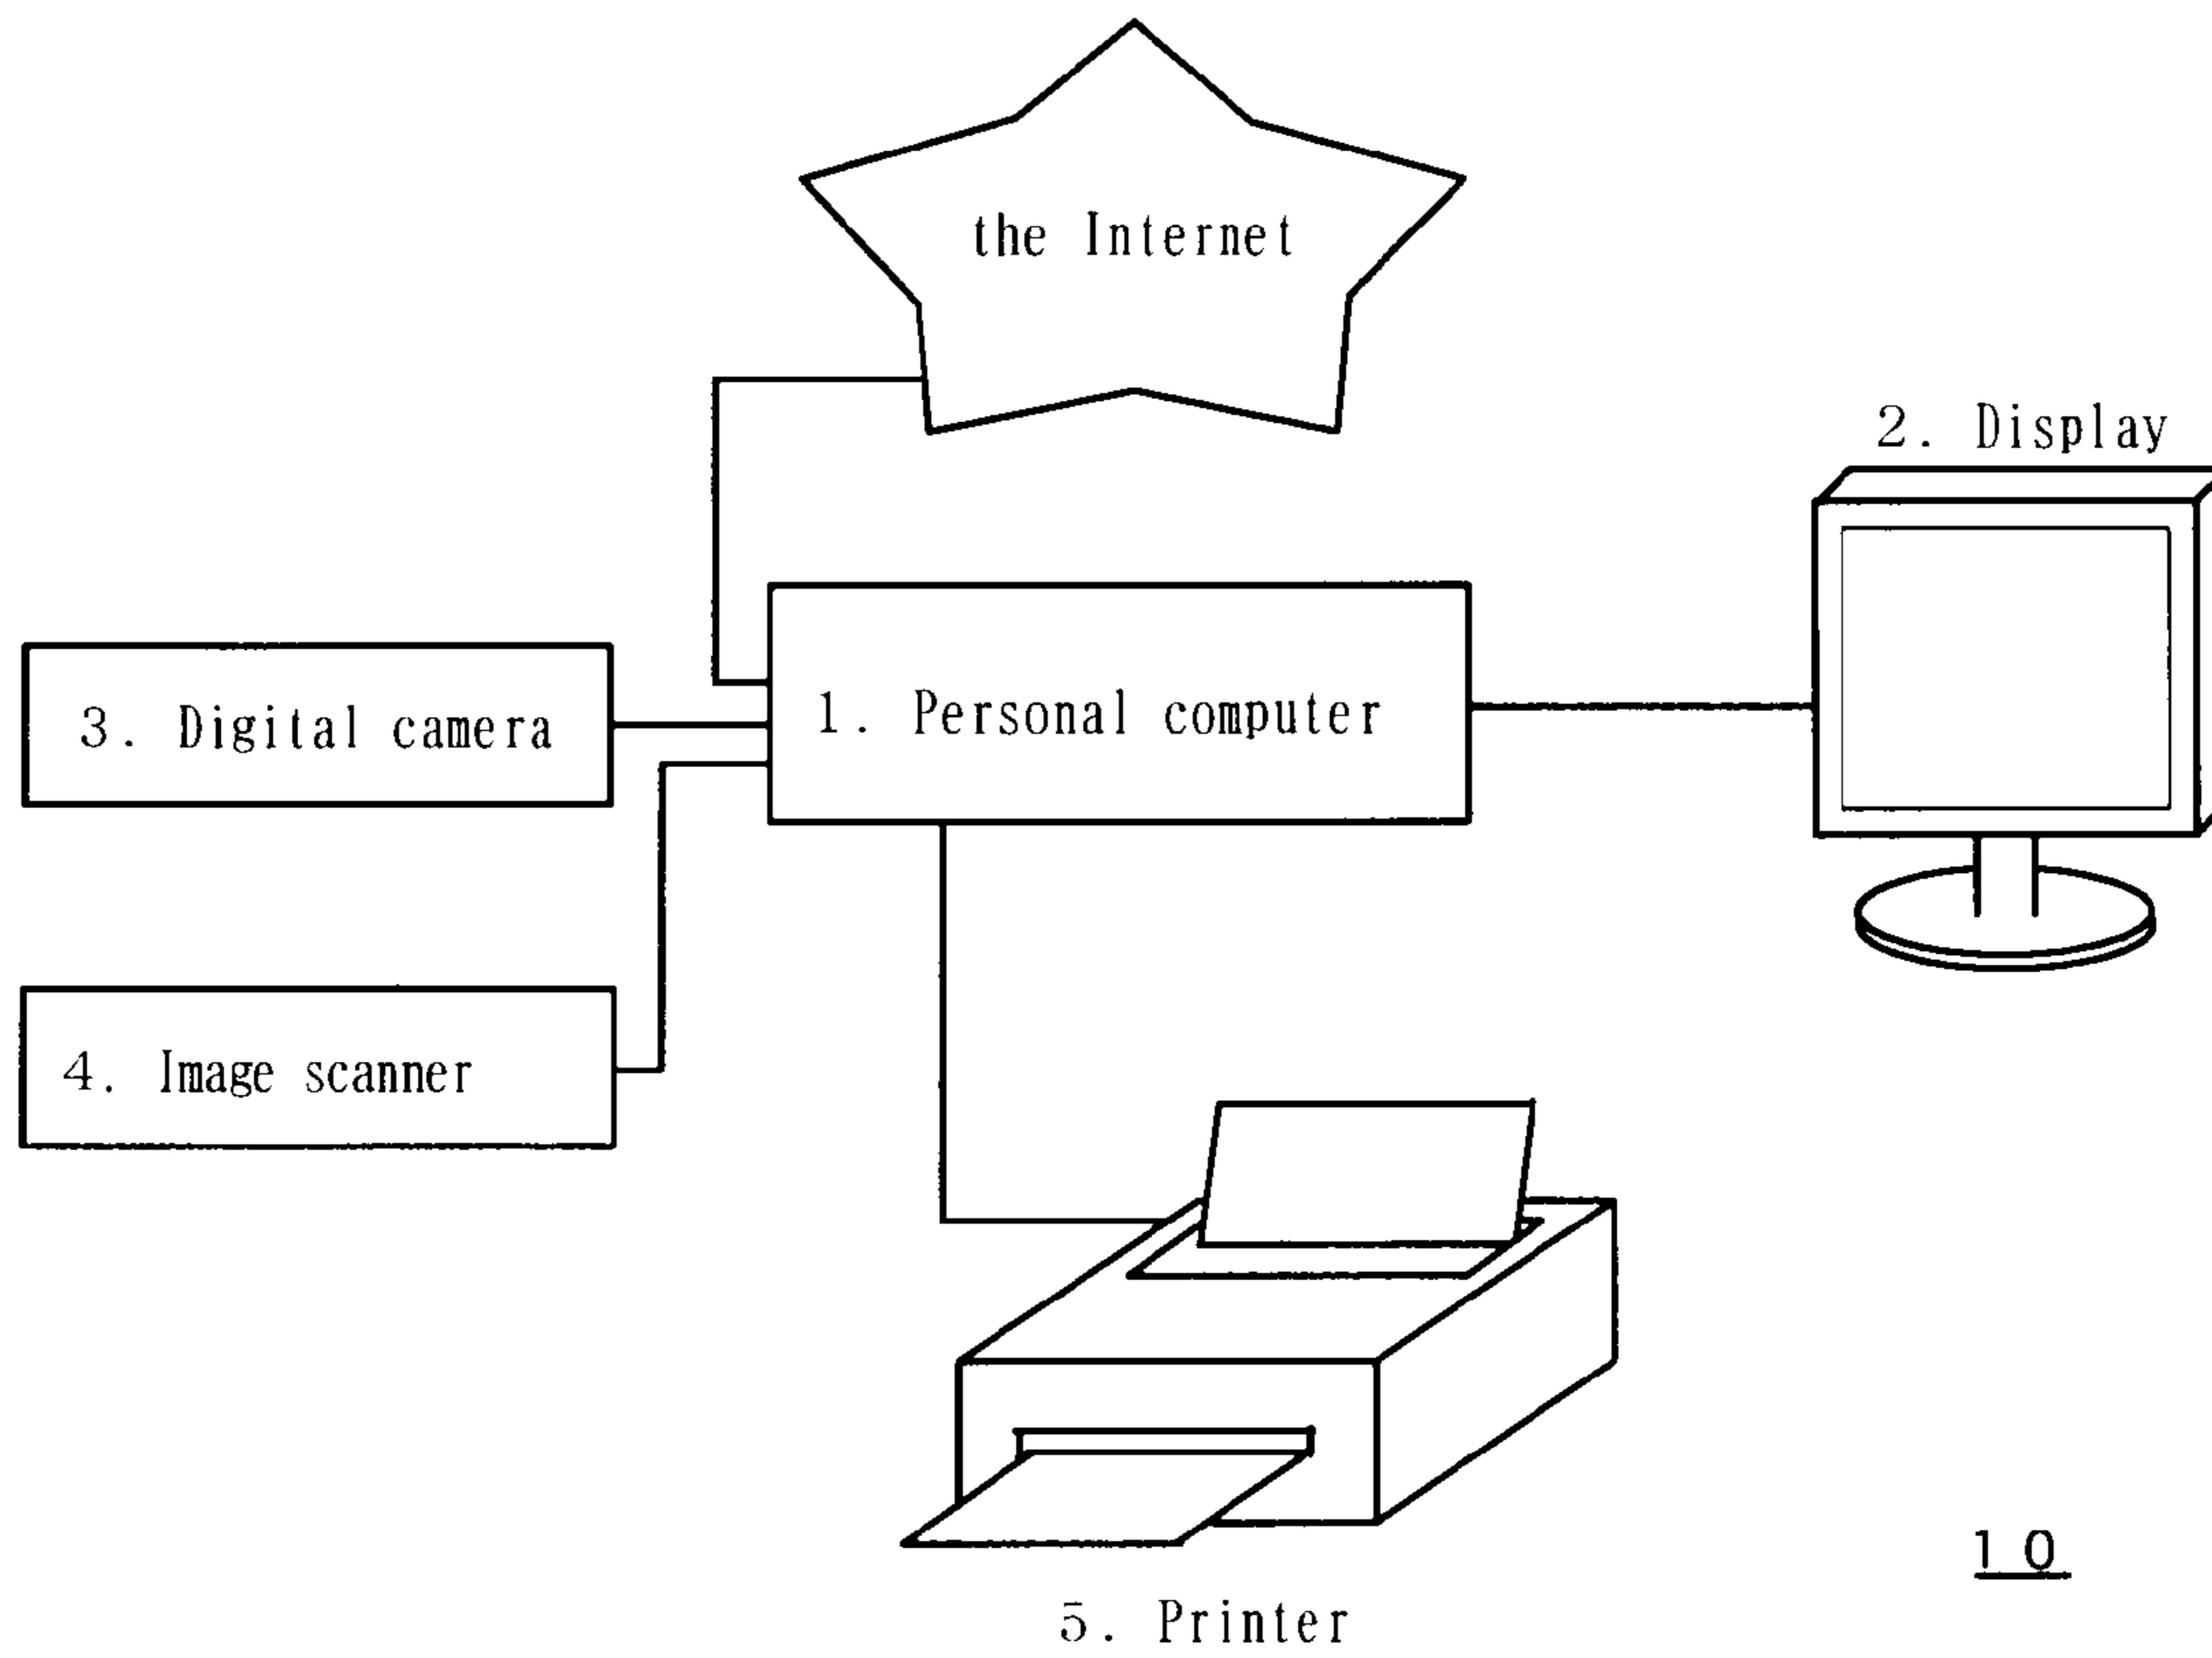 the Internet
2. Display
3. Digital camera
1. Personal computer
4. Image scanner
5. Printer
10